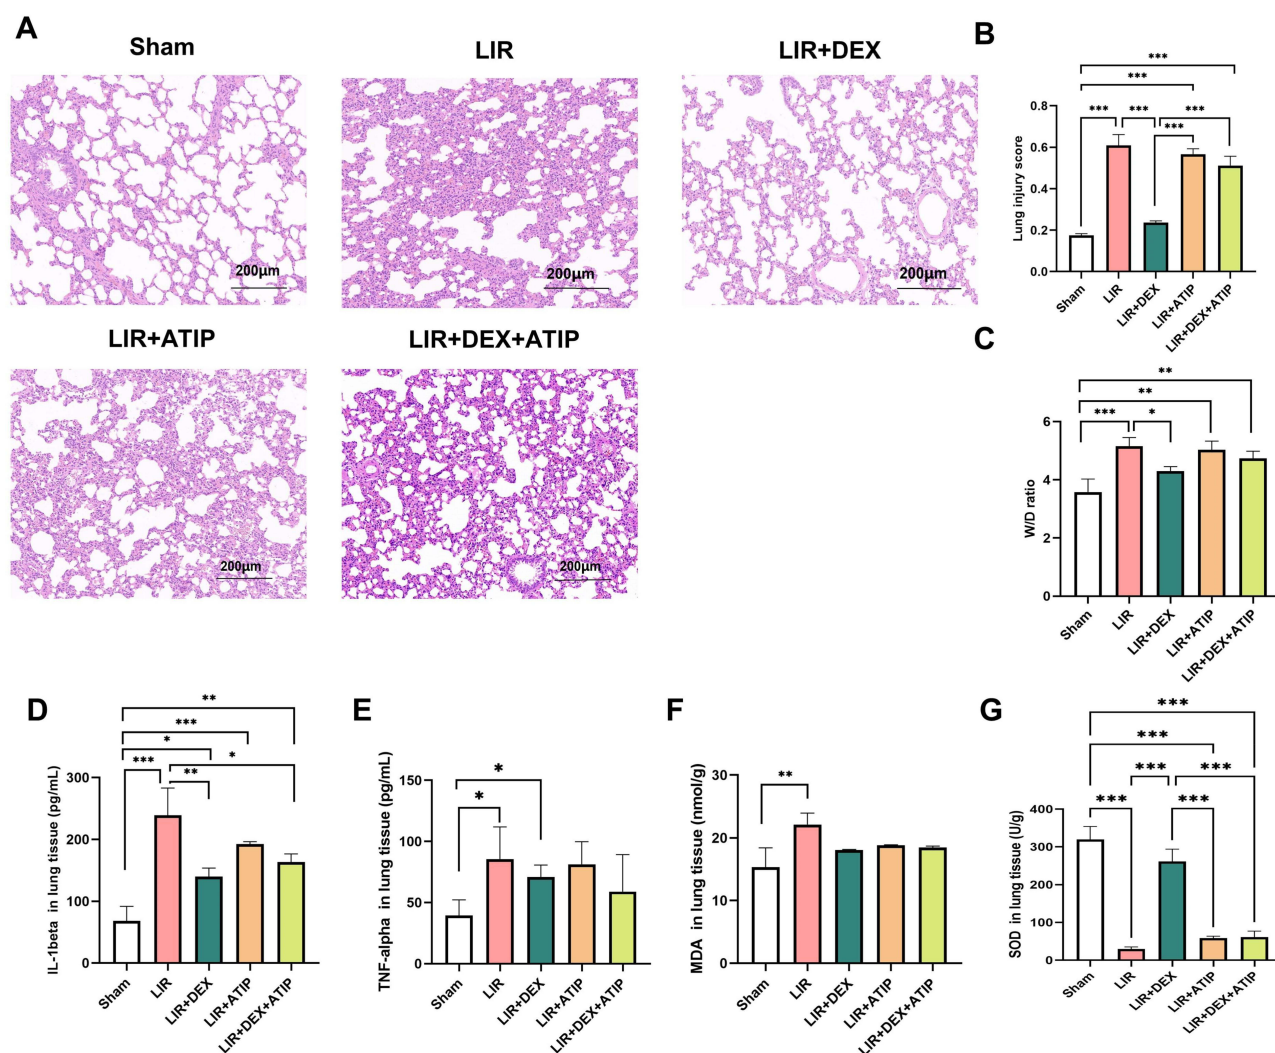 A
Sham
LIR
LIR+DEX
200µm
200µm
200µm
LIR+ATIP
LIR+DEX+ATIP
200µm
200µm
B
***
***
*** *** ***
***
Lung injury score
0.8
0.6
0.4
0.2
0.0
Sham
LIR
LIR+DEX
LIR+ATIP
LIR+DEX+ATIP
C
**
**
*** *
W/D ratio
6
4
2
0
Sham
LIR
LIR+DEX
LIR+ATIP
LIR+DEX+ATIP
D
**
***
*
*** *
**
IL-1beta in lung tissue (pg/mL)
300
200
100
0
Sham
LIR
LIR+DEX
LIR+ATIP
LIR+DEX+ATIP
E
*
*
TNF-alpha in lung tissue (pg/mL)
150
100
50
0
Sham
LIR
LIR+DEX
LIR+ATIP
LIR+DEX+ATIP
F
**
MDA in lung tissue (nmol/g)
30
20
10
0
Sham
LIR
LIR+DEX
LIR+ATIP
LIR+DEX+ATIP
G
***
***
*** ***
*** ***
SOD in lung tissue (U/g)
400
300
200
100
0
Sham
LIR
LIR+DEX
LIR+ATIP
LIR+DEX+ATIP